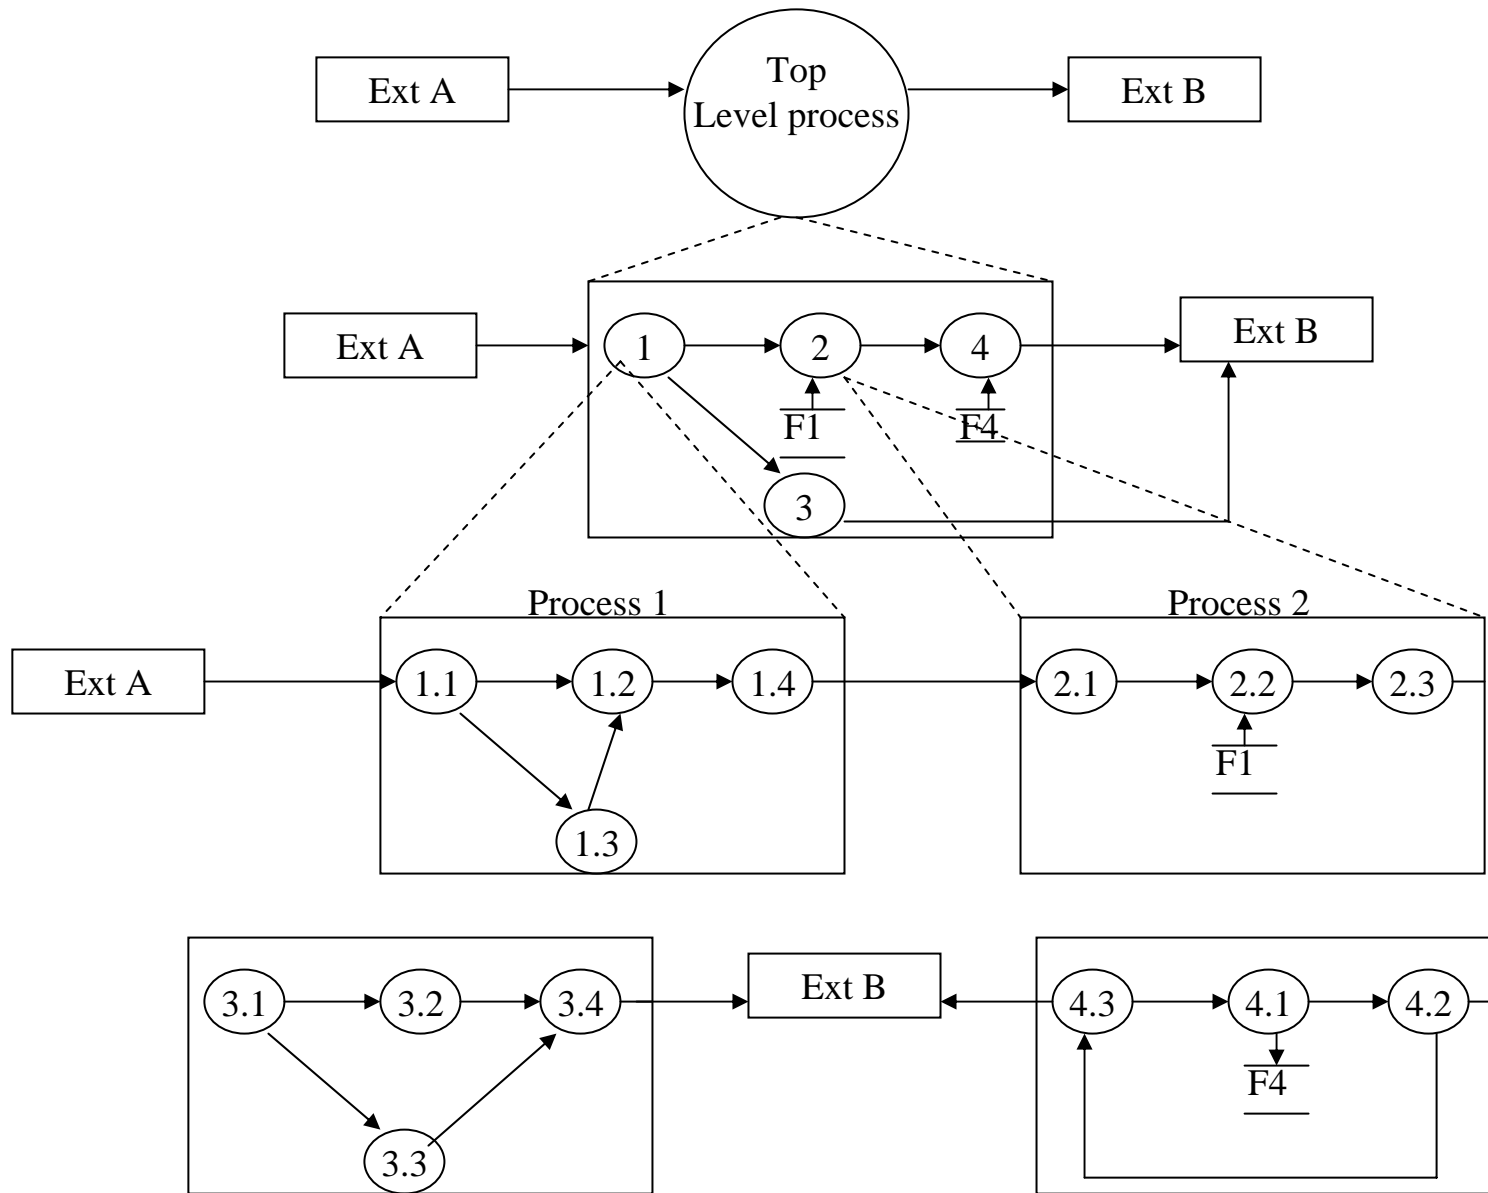 Ext A
Top
Level process
Ext B
Ext A
1
2
4
Ext B
F1
F4
3
Process 1
Process 2
Ext A
1.1
1.2
1.4
2.1
2.2
2.3
F1
1.3
3.1
3.2
3.4
Ext B
4.3
4.1
4.2
F4
3.3